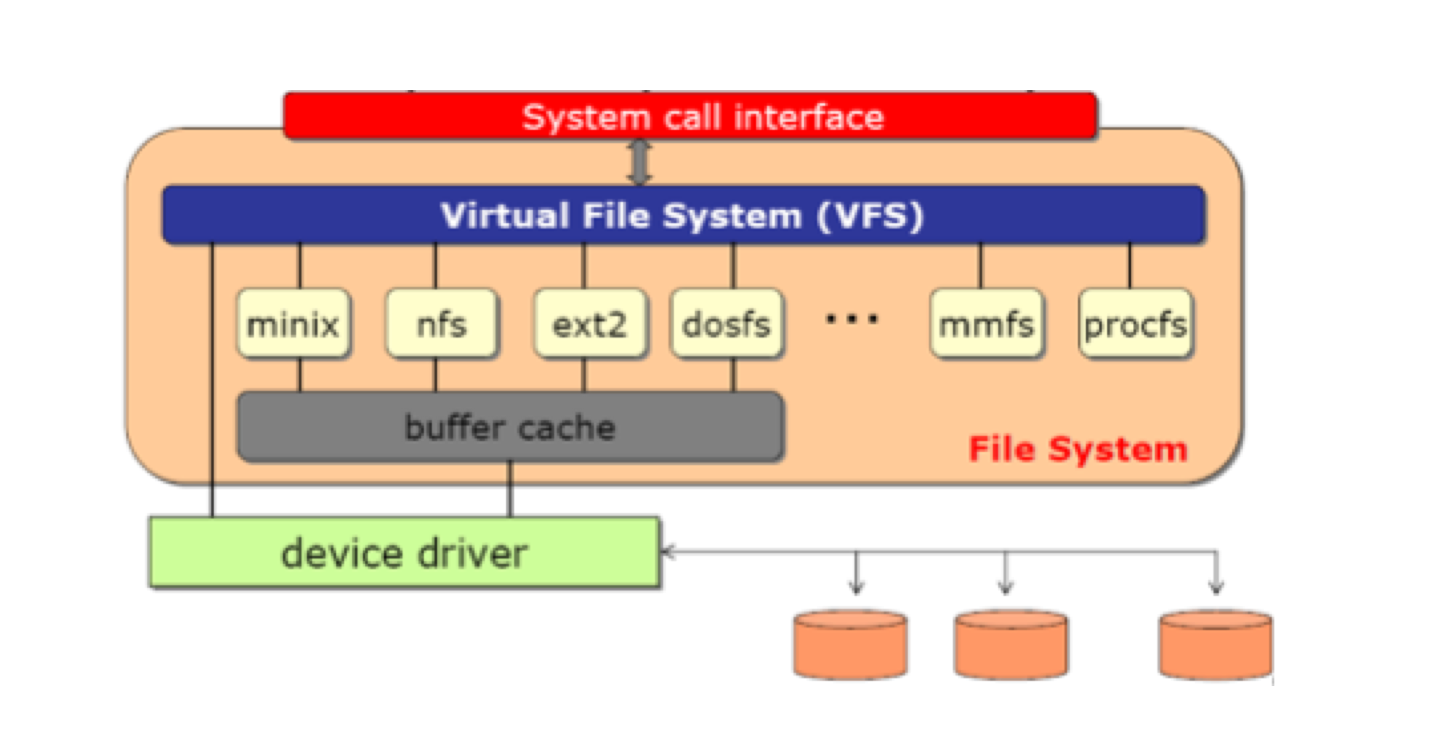 System call interface
Virtual File System (VFS)
minix nfs ext2 dosfs ... mmfs procfs
buffer cache
File System
device driver